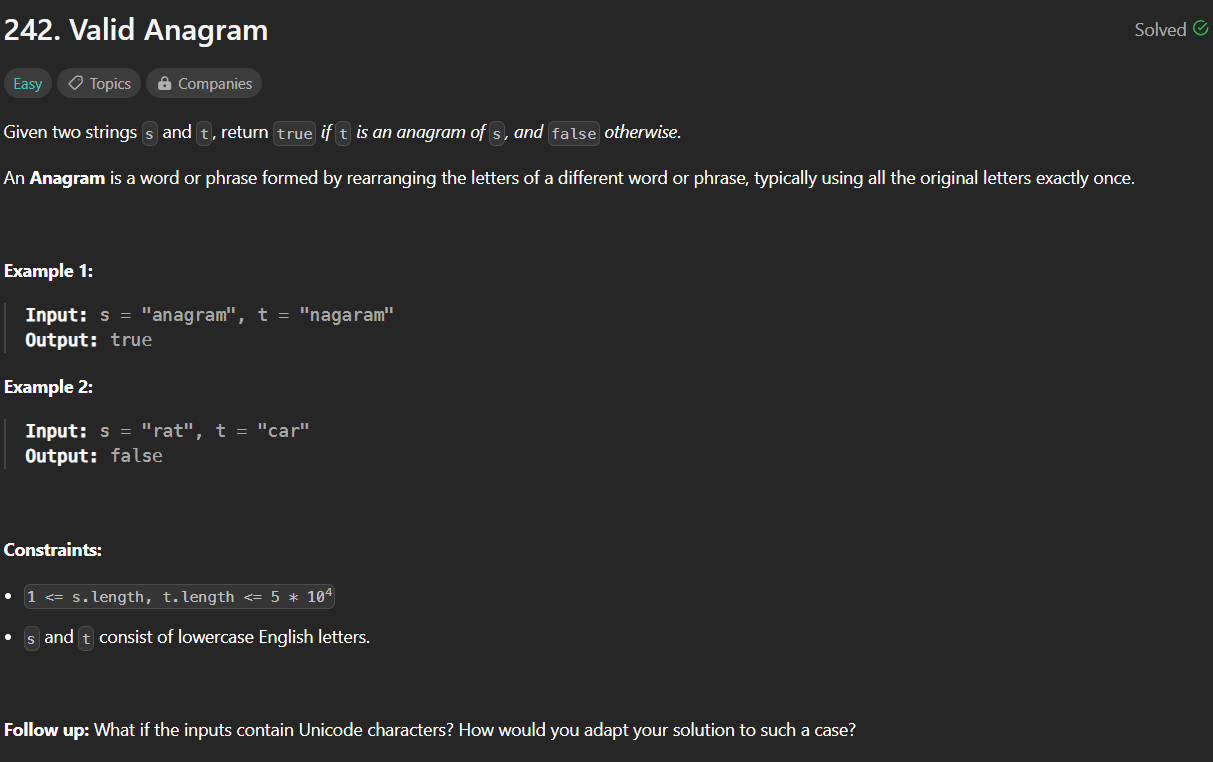 242. Valid Anagram
Solved
Easy
Topics
Companies
Given two strings s and t, return true if t is an anagram of s, and false otherwise.
An Anagram is a word or phrase formed by rearranging the letters of a different word or phrase, typically using all the original letters exactly once.
Example 1:
Input: s = "anagram", t = "nagaram"
Output: true
Example 2:
Input: s = "rat", t = "car"
Output: false
Constraints:
• 1 <= s.length, t.length <= 5 * 10⁴
• s and t consist of lowercase English letters.
Follow up: What if the inputs contain Unicode characters? How would you adapt your solution to such a case?